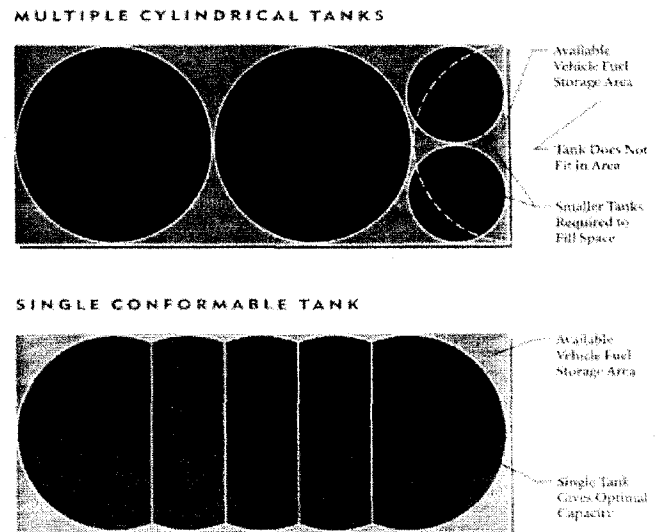 MULTIPLE CYLINDRICAL TANKS
Available
Vehicle Fuel
Storage Area
Tank Does Not
Fit in Area
Smaller Tanks
Required to
Fill Space
SINGLE CONFORMABLE TANK
Available
Vehicle Fuel
Storage Area
Single Tank
Gives Optimal
Capacity